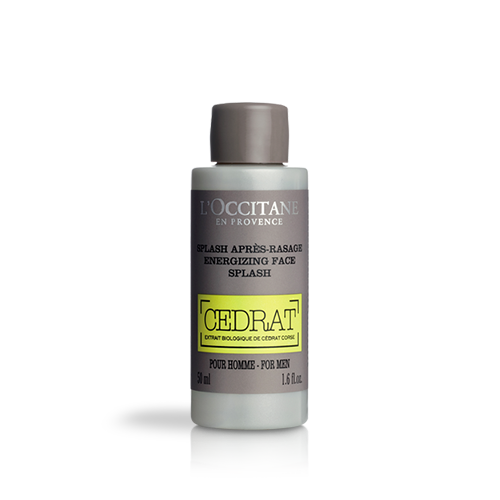 L'OCCITANE
EN PROVENCE
SPLASH APRÈS-RASAGE
ENERGIZING FACE
SPLASH
CEDRAT
EXTRAIT BIOLOGIQUE DE CÉDRAT CORSE
POUR HOMME - FOR MEN
50 ml 1.6 fl.oz.